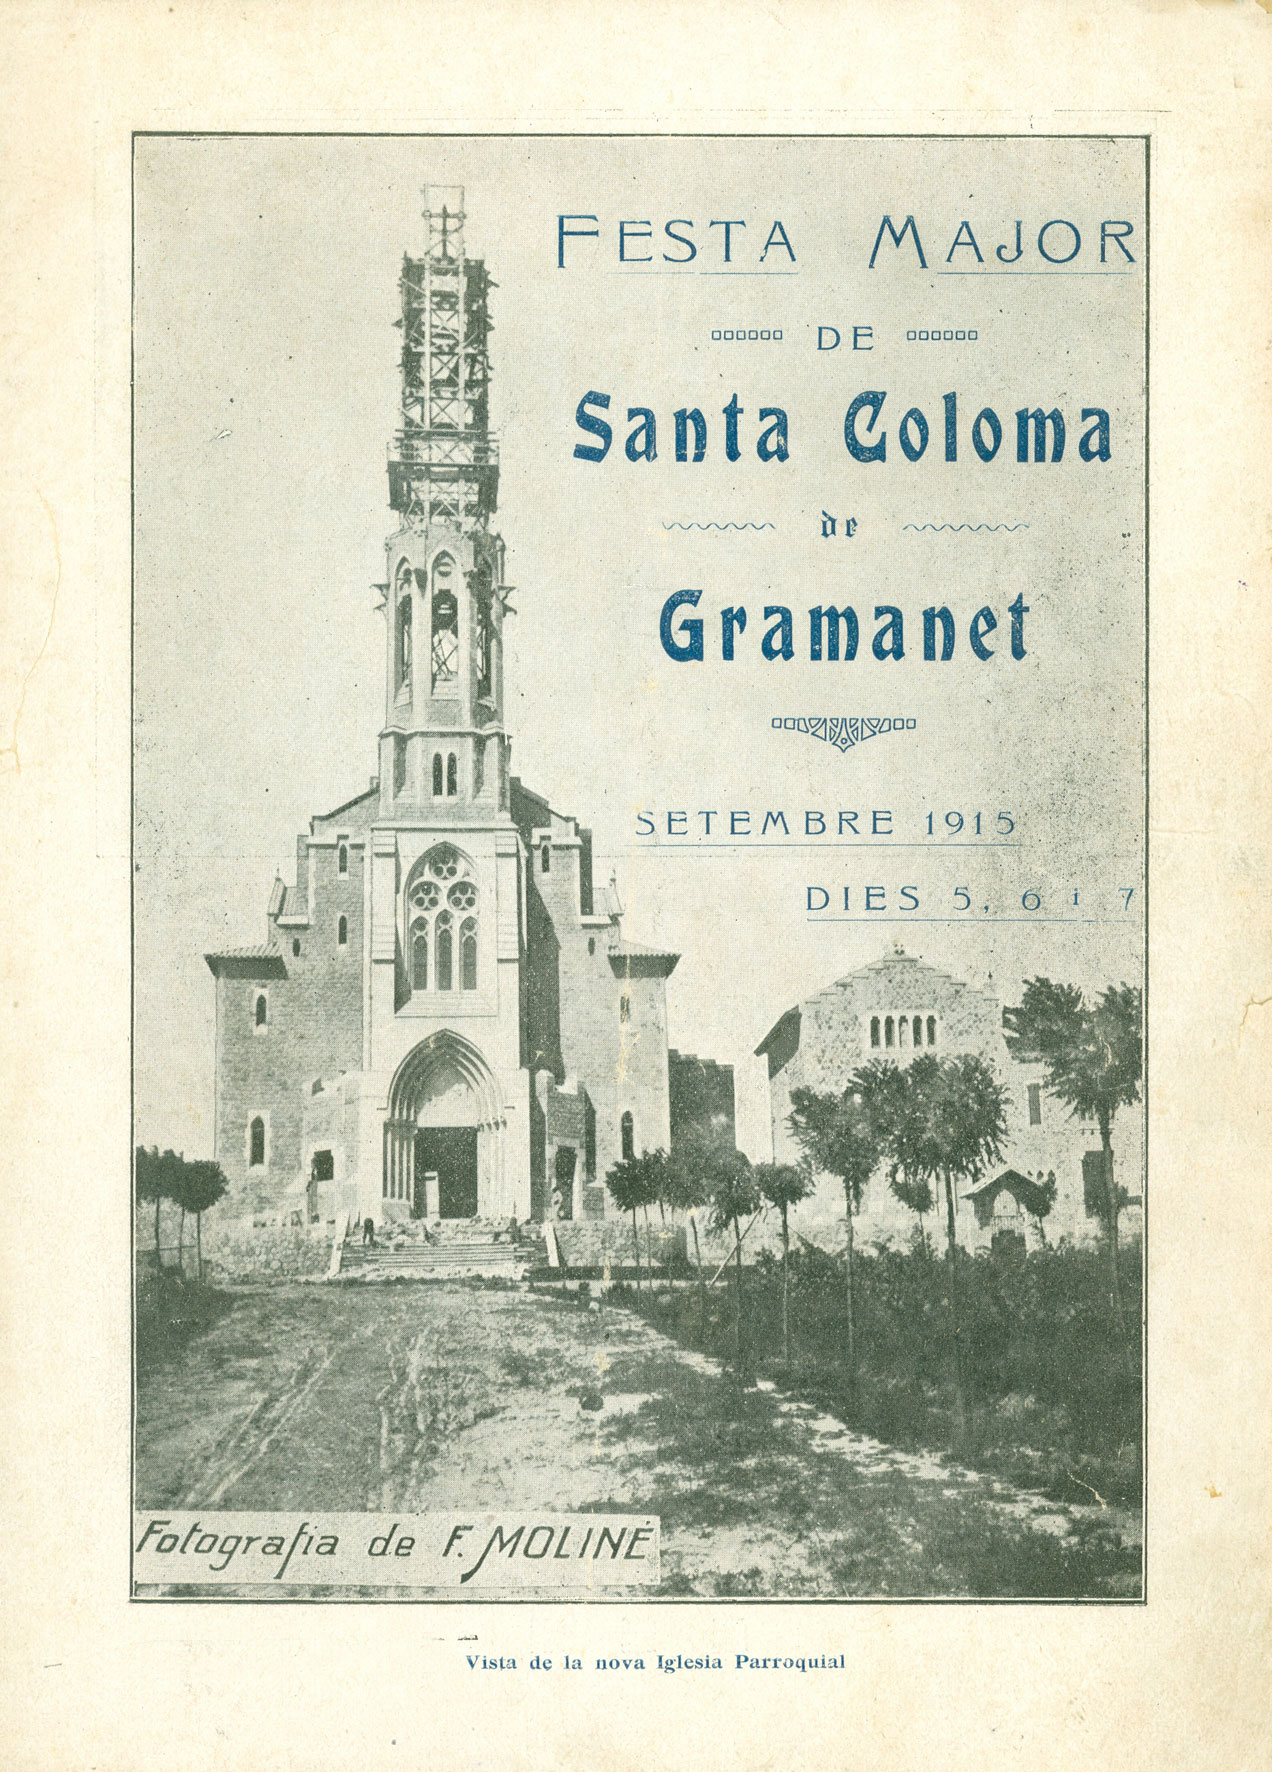 FESTA MAJOR
DE
Santa Coloma
de
Gramanet
SETEMBRE 1915
DIES 5, 6 i 7
Fotografia de F. MOLINÉ
Vista de la nova Iglesia Parroquial